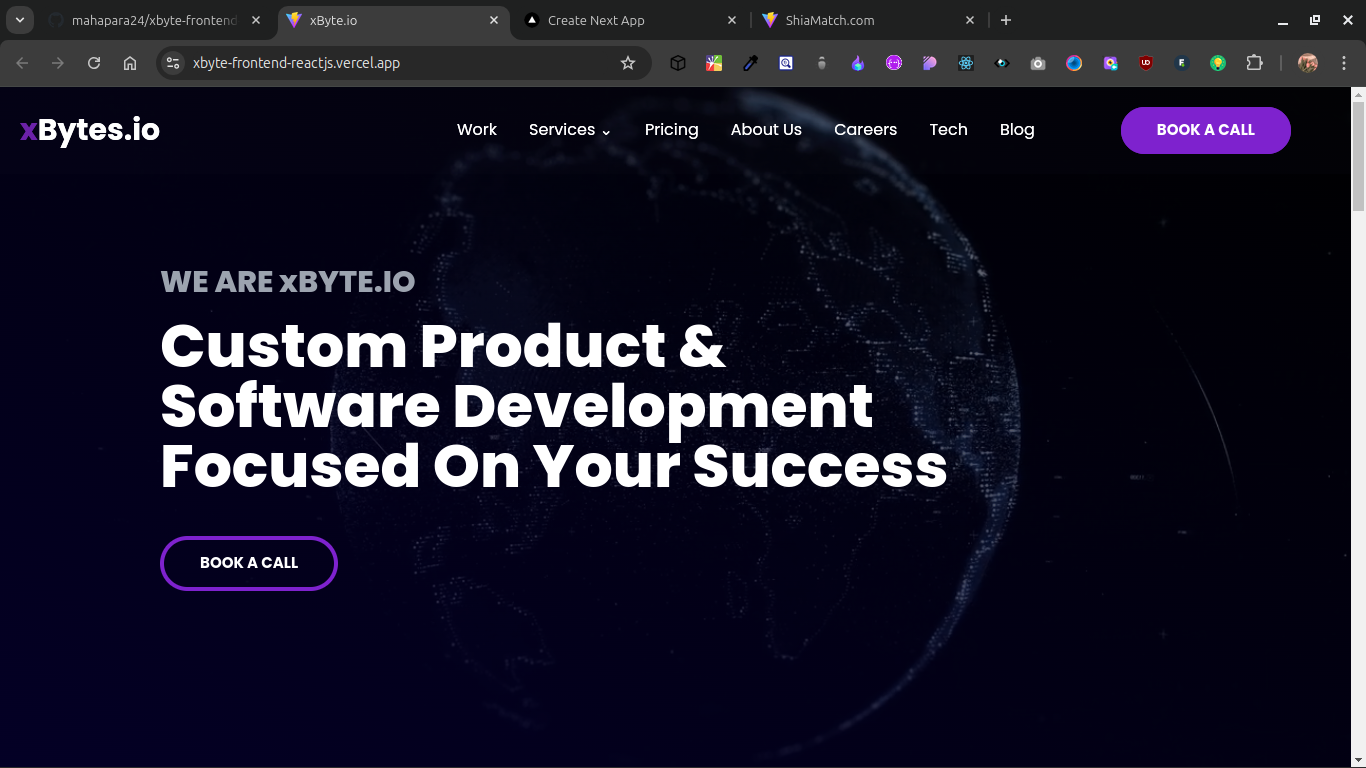 mahapara24/xbyte-frontend
xByte.io
Create Next App
ShiaMatch.com
xbyte-frontend-reactjs.vercel.app
xBytes.io
Work
Services
Pricing
About Us
Careers
Tech
Blog
BOOK A CALL
WE ARE xBYTE.IO
Custom Product &
Software Development
Focused On Your Success
BOOK A CALL